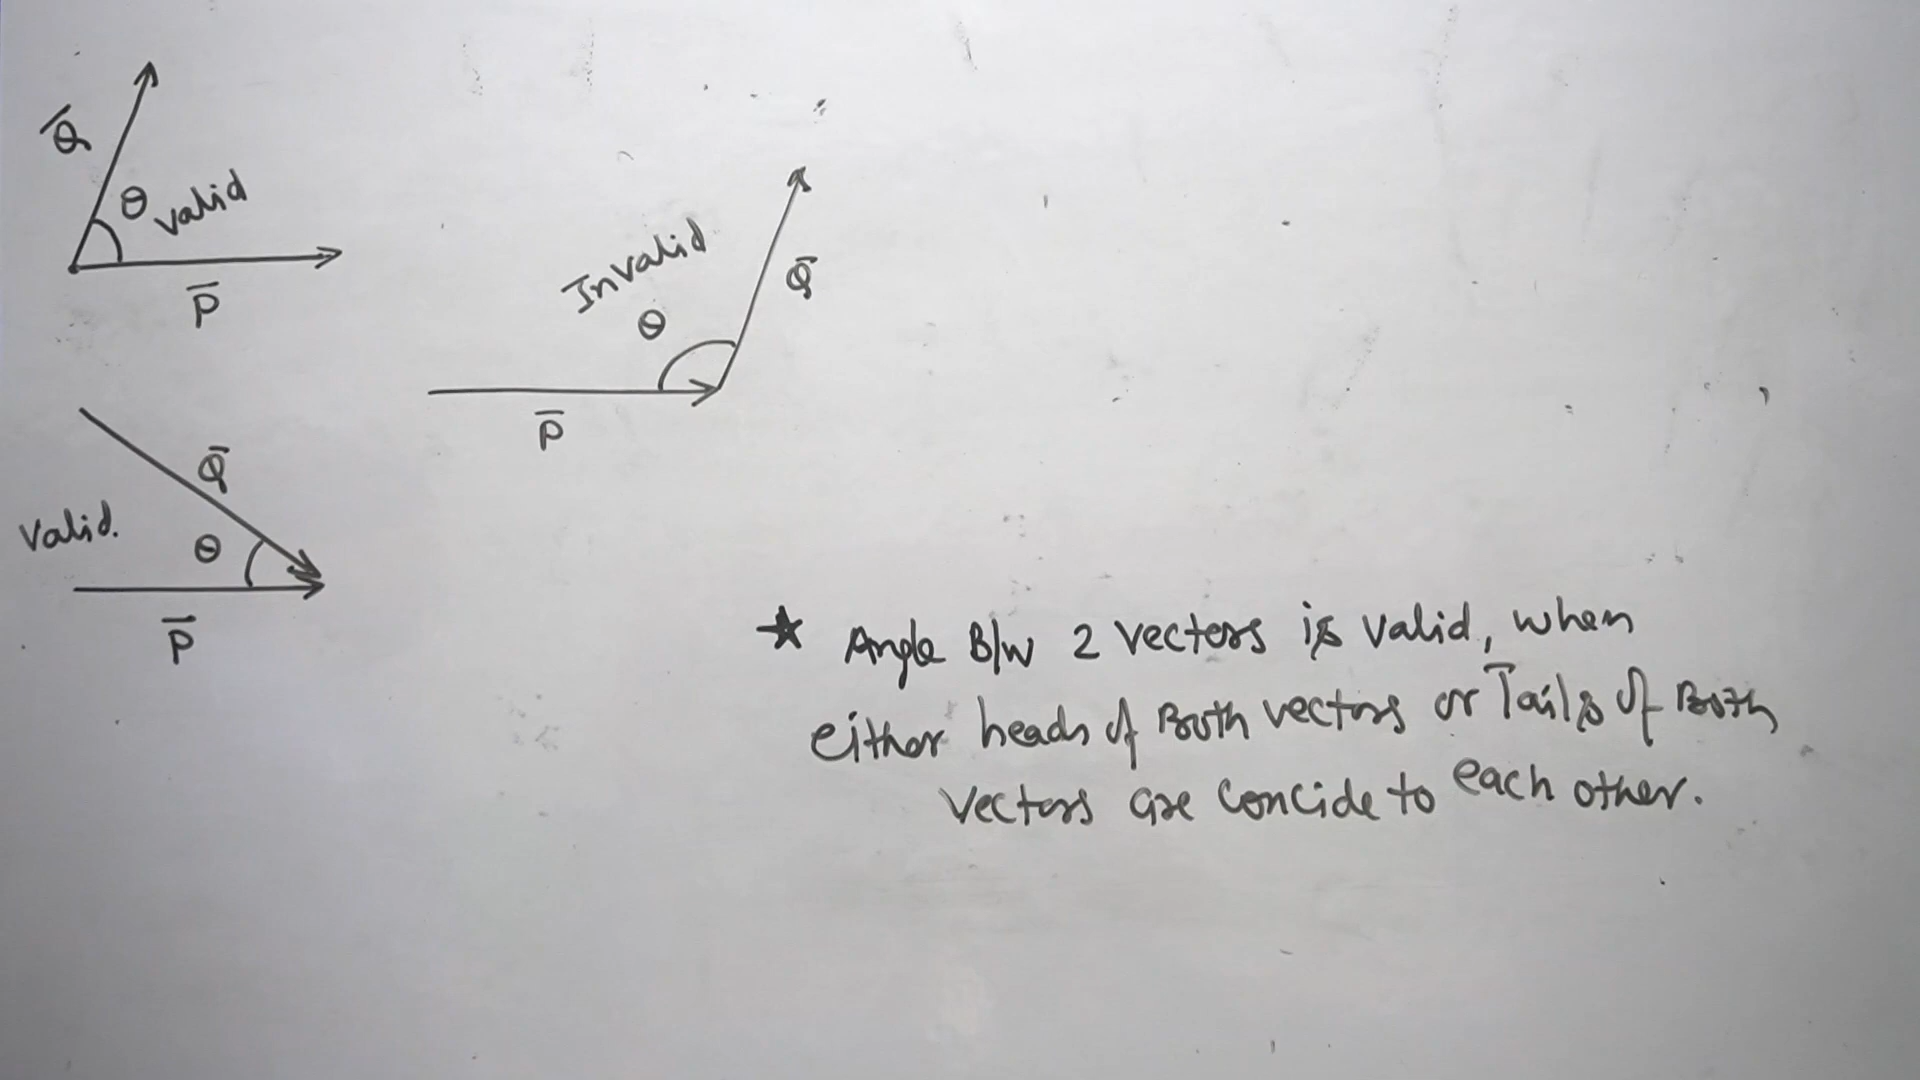 Q̅
θ valid
P̅
Invalid
θ
Q̅
P̅
Q̅
Valid.
θ
P̅
★ Angle B/w 2 vectors is valid, when
either heads of Both vectors or Tails of Both
vectors are concide to each other.